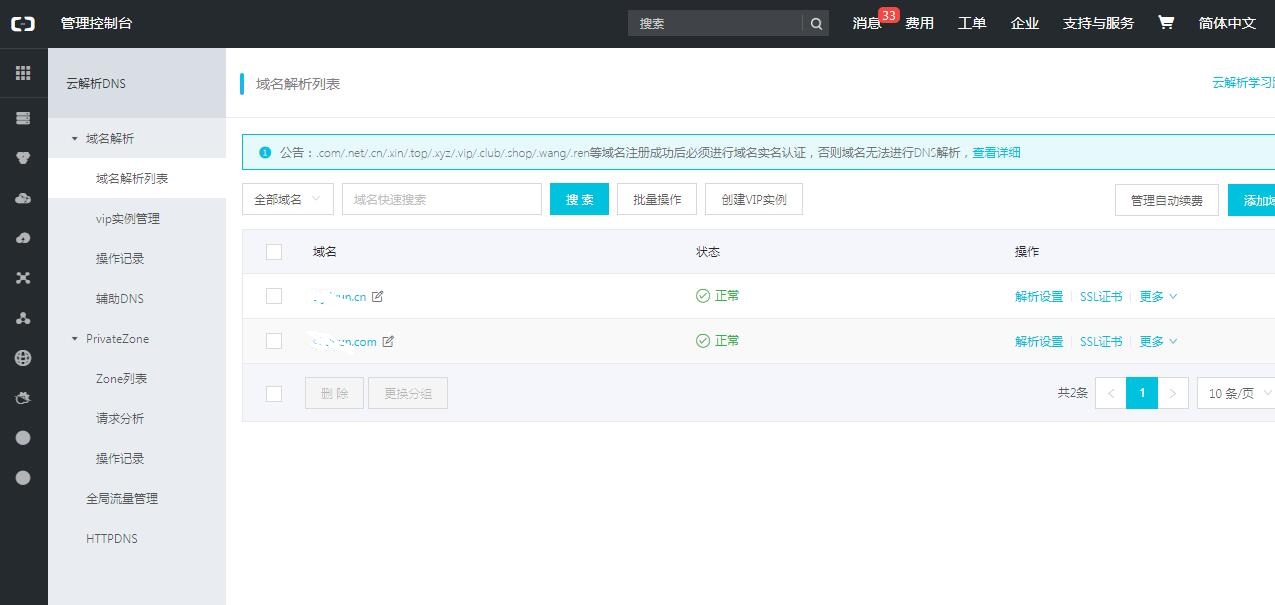 管理控制台
搜索
消息 33 费用 工单 企业 支持与服务 简体中文
云解析DNS
域名解析
域名解析列表
vip实例管理
操作记录
辅助DNS
PrivateZone
Zone列表
请求分析
操作记录
全局流量管理
HTTPDNS
域名解析列表
云解析学习
公告：.com/.net/.cn/.xin/.top/.xyz/.vip/.club/.shop/.wang/.ren等域名注册成功后必须进行域名实名认证，否则域名无法进行DNS解析，查看详细
全部域名 域名快速搜索 搜 索 批量操作 创建VIP实例 管理自动续费 添加域
域名 状态 操作
un.cn 正常 解析设置 SSL证书 更多
un.com 正常 解析设置 SSL证书 更多
删 除 更换分组 共2条 < 1 > 10 条/页